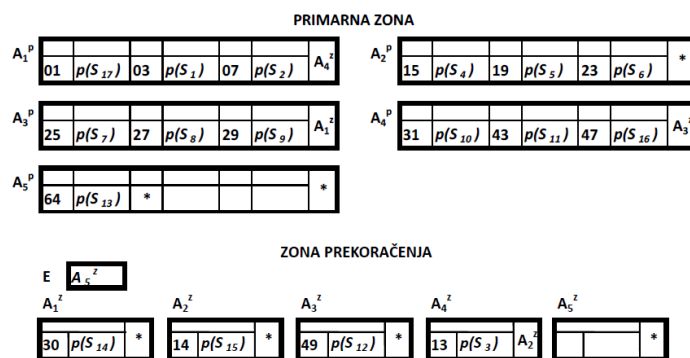 PRIMARNA ZONA
A₁ᵖ 01 p(S₁₇) 03 p(S₁) 07 p(S₂) A₄ᶻ
A₂ᵖ 15 p(S₄) 19 p(S₅) 23 p(S₆) *
A₃ᵖ 25 p(S₇) 27 p(S₈) 29 p(S₉) A₁ᶻ
A₄ᵖ 31 p(S₁₀) 43 p(S₁₁) 47 p(S₁₆) A₃ᶻ
A₅ᵖ 64 p(S₁₃) * *
ZONA PREKORAČENJA
E A₅ᶻ
A₁ᶻ A₂ᶻ A₃ᶻ A₄ᶻ A₅ᶻ
30 p(S₁₄) * 14 p(S₁₅) * 49 p(S₁₂) * 13 p(S₃) A₂ᶻ *